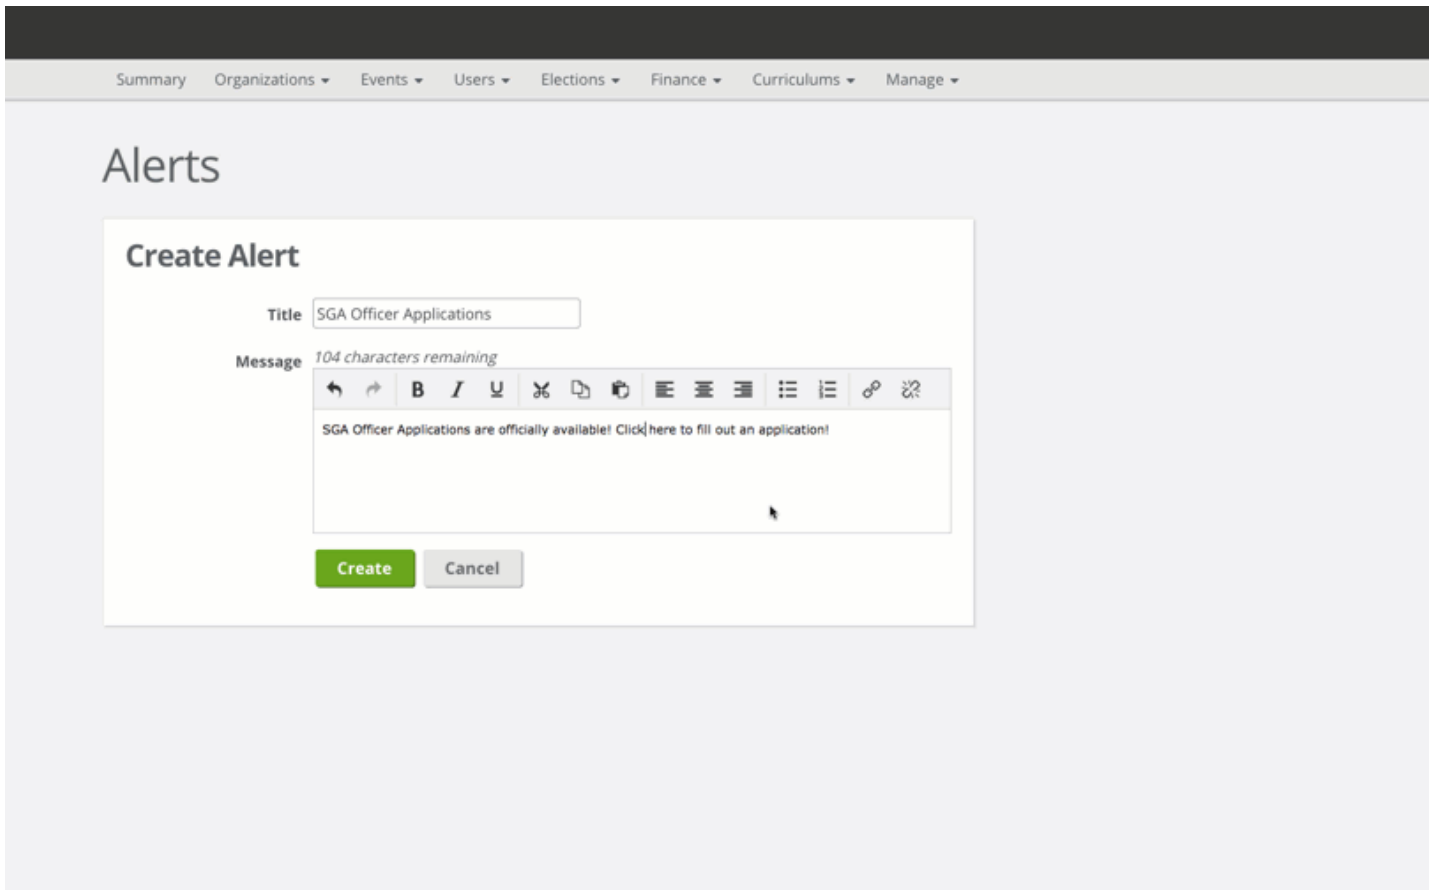 Summary Organizations Events Users Elections Finance Curriculums Manage
Alerts
Create Alert
Title SGA Officer Applications
Message 104 characters remaining
B I U
SGA Officer Applications are officially available! Click here to fill out an application!
Create Cancel